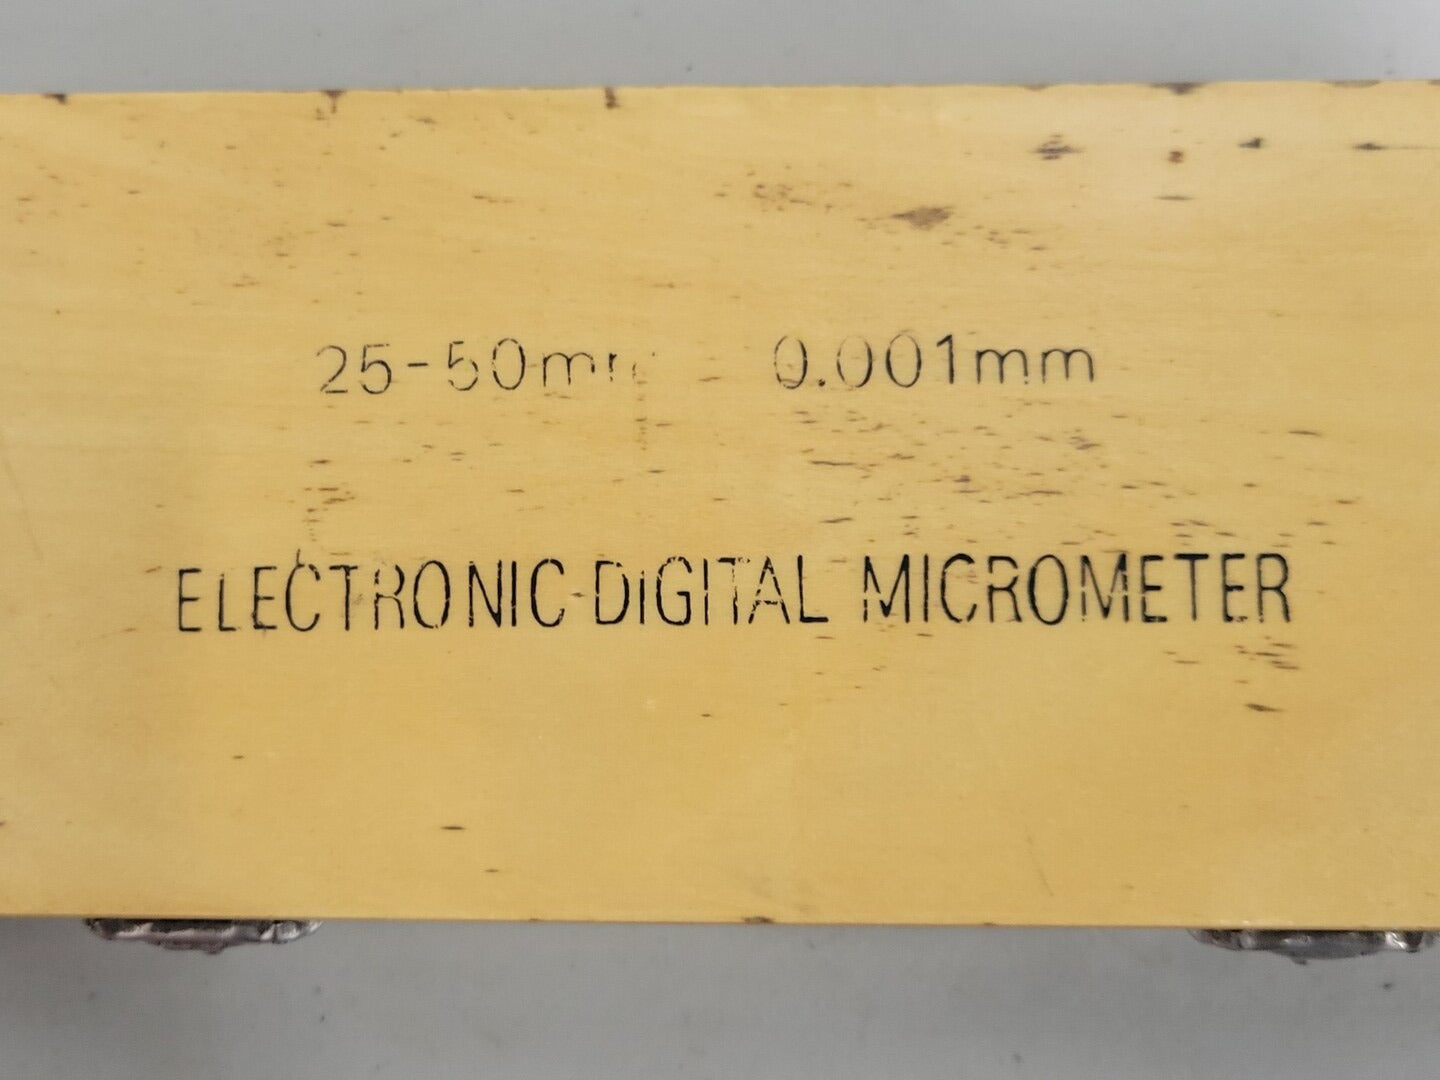 25-50mm 0.001mm
ELECTRONIC DIGITAL MICROMETER